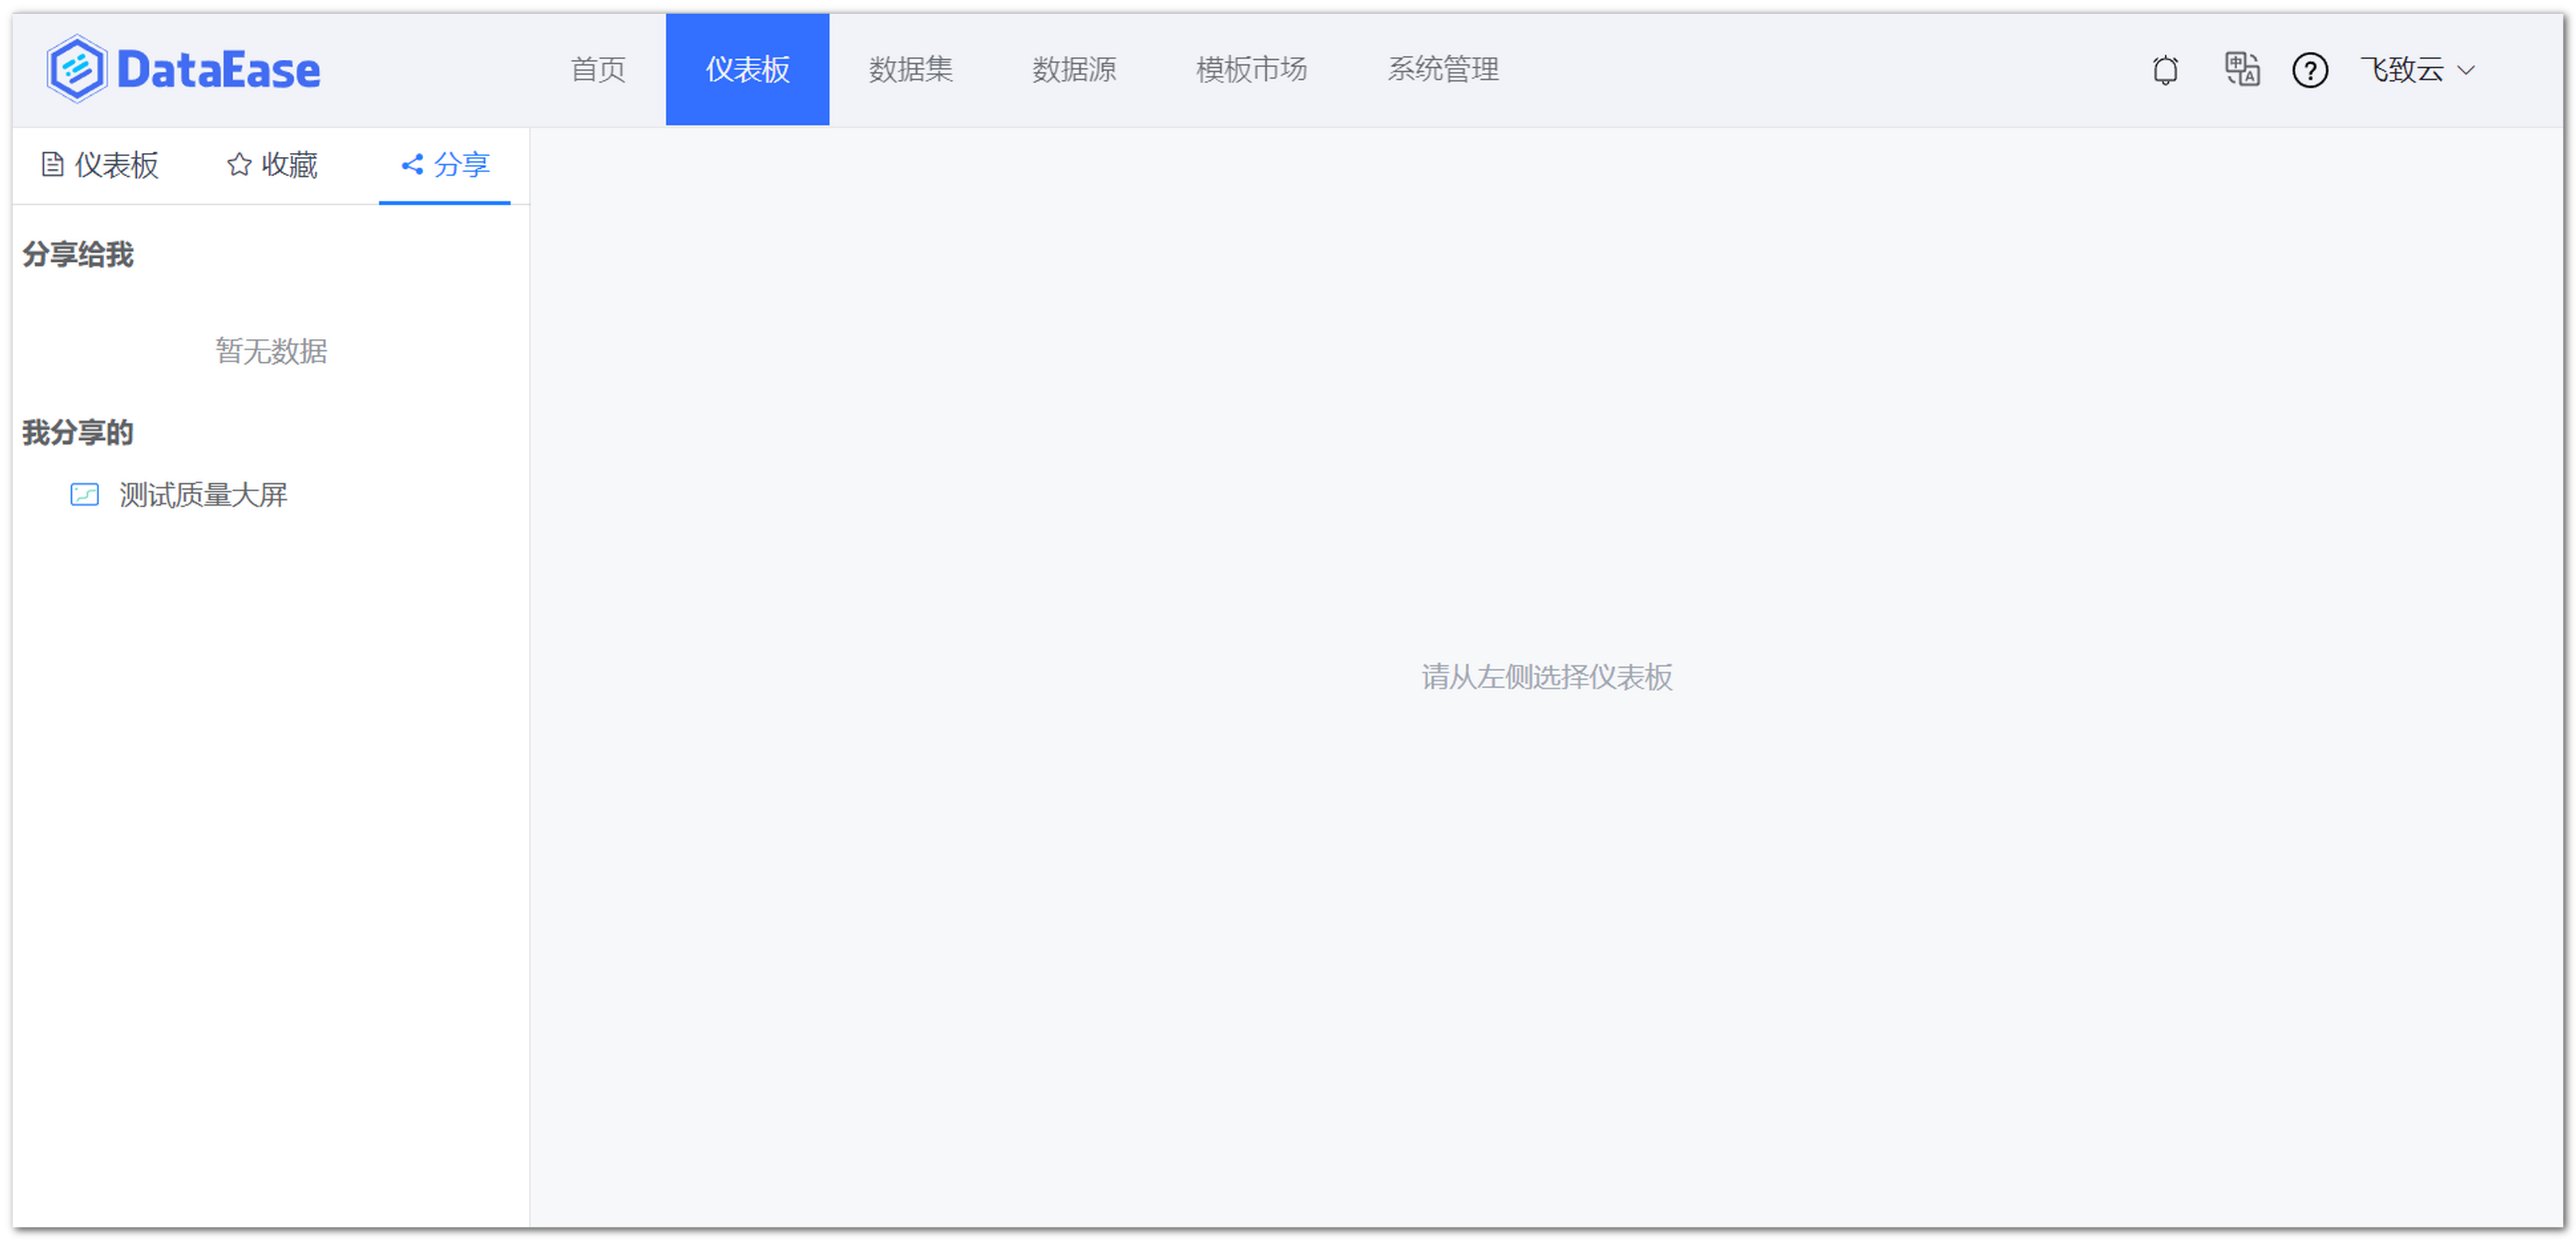 DataEase 首页 仪表板 数据集 数据源 模板市场 系统管理 飞致云
仪表板 收藏 分享
分享给我
暂无数据
我分享的
测试质量大屏
请从左侧选择仪表板